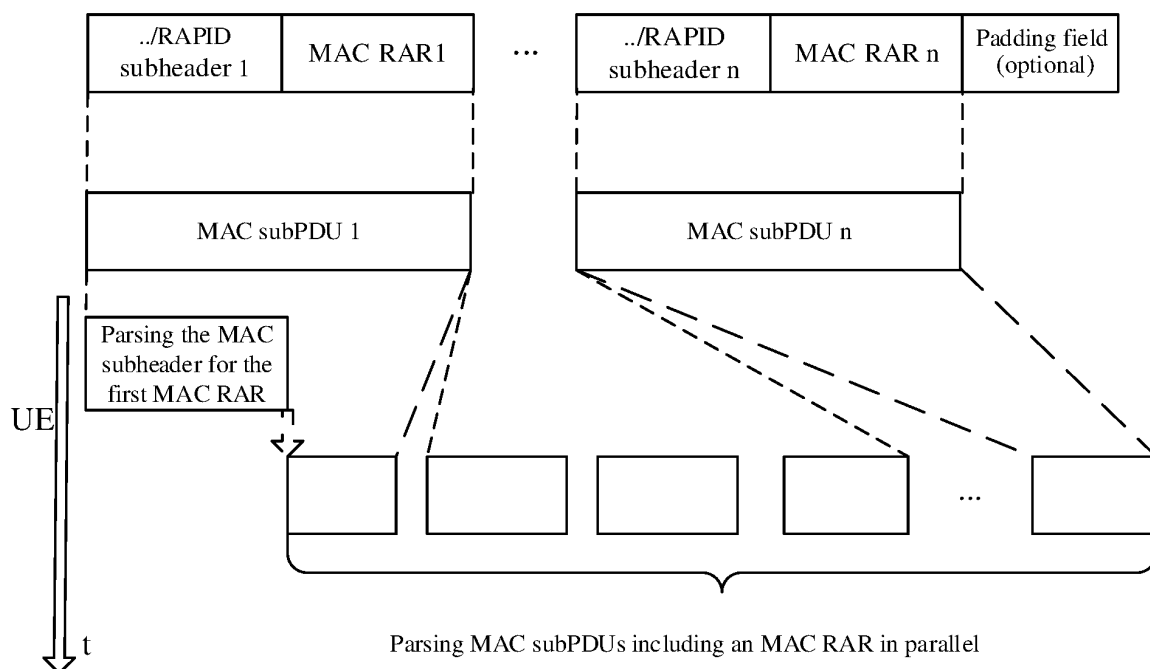 ../RAPID
subheader 1
MAC RAR1
...
../RAPID
subheader n
MAC RAR n
Padding field
(optional)
MAC subPDU 1
MAC subPDU n
Parsing the MAC
subheader for the
first MAC RAR
UE
...
t
Parsing MAC subPDUs including an MAC RAR in parallel